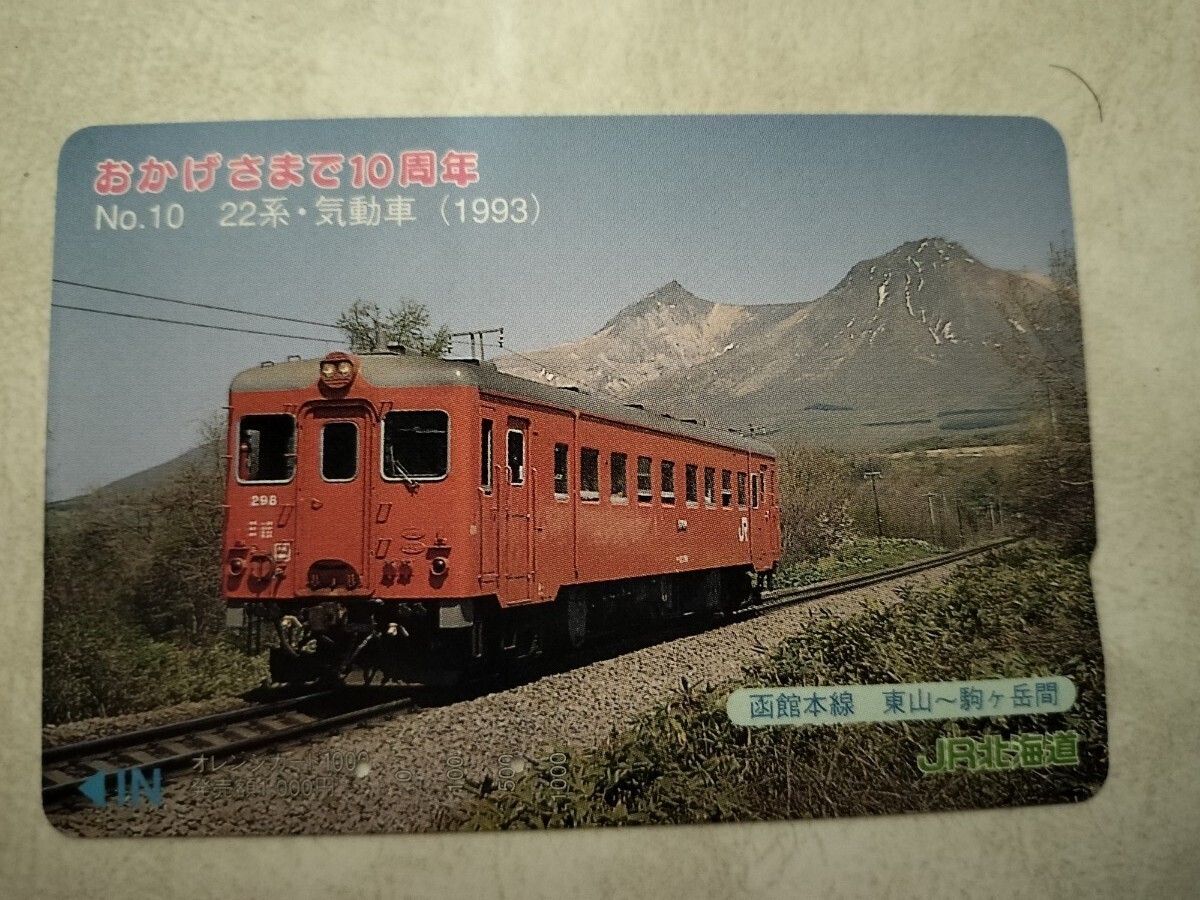 おかげさまで10周年
No.10 22系・気動車（1993）
298
JR
函館本線 東山～駒ヶ岳間
JR北海道
◀IN
オレンジカード1000
発売額1,000円
0 100 500 1000